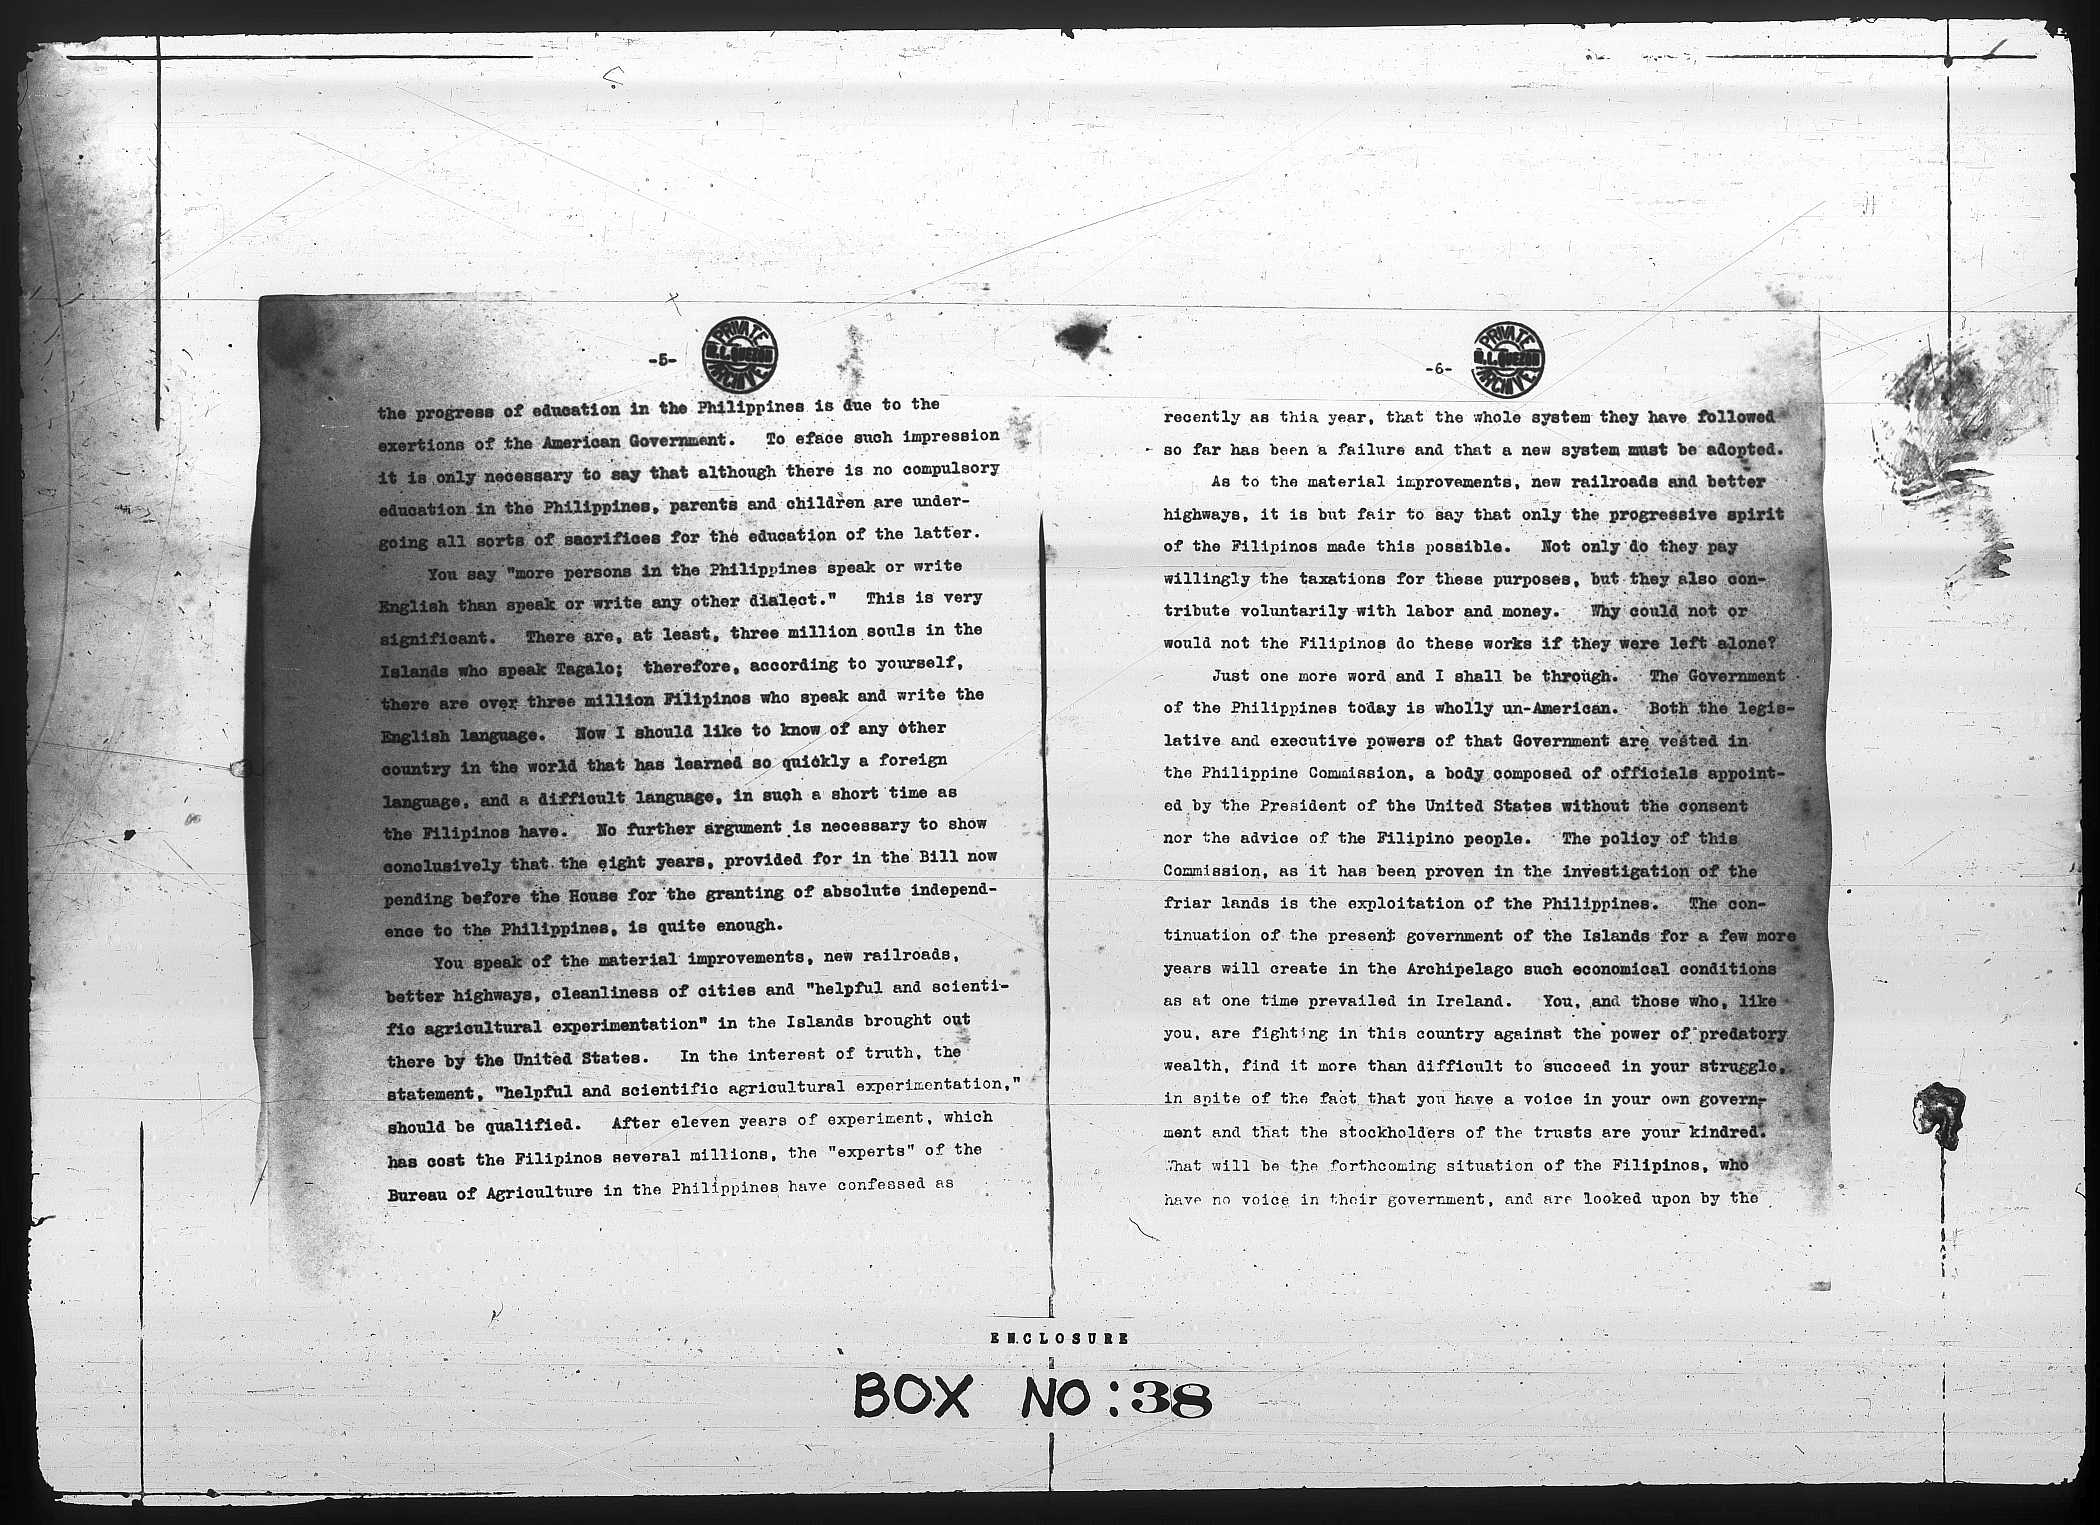 -5-
PRIVATE
M.L.QUEZON
ARCHIVE
the progress of education in the Philippines is due to the
exertions of the American Government. To eface such impression
it is only necessary to say that although there is no compulsory
education in the Philippines, parents and children are under-
going all sorts of sacrifices for the education of the latter.
You say "more persons in the Philippines speak or write
English than speak or write any other dialect." This is very
significant. There are, at least, three million souls in the
Islands who speak Tagalo; therefore, according to yourself,
there are over three million Filipinos who speak and write the
English language. Now I should like to know of any other
country in the world that has learned so quickly a foreign
language, and a difficult language, in such a short time as
the Filipinos have. No further argument is necessary to show
conclusively that the eight years, provided for in the Bill now
pending before the House for the granting of absolute independ-
ence to the Philippines, is quite enough.
You speak of the material improvements, new railroads,
better highways, cleanliness of cities and "helpful and scienti-
fic agricultural experimentation" in the Islands brought out
there by the United States. In the interest of truth, the
statement, "helpful and scientific agricultural experimentation,"
should be qualified. After eleven years of experiment, which
has cost the Filipinos several millions, the "experts" of the
Bureau of Agriculture in the Philippines have confessed as
-6-
PRIVATE
M.L.QUEZON
ARCHIVE
recently as this year, that the whole system they have followed
so far has been a failure and that a new system must be adopted.
As to the material improvements, new railroads and better
highways, it is but fair to say that only the progressive spirit
of the Filipinos made this possible. Not only do they pay
willingly the taxations for these purposes, but they also con-
tribute voluntarily with labor and money. Why could not or
would not the Filipinos do these works if they were left alone?
Just one more word and I shall be through. The Government
of the Philippines today is wholly un-American. Both the legis-
lative and executive powers of that Government are vested in
the Philippine Commission, a body composed of officials appoint-
ed by the President of the United States without the consent
nor the advice of the Filipino people. The policy of this
Commission, as it has been proven in the investigation of the
friar lands is the exploitation of the Philippines. The con-
tinuation of the present government of the Islands for a few more
years will create in the Archipelago such economical conditions
as at one time prevailed in Ireland. You, and those who, like
you, are fighting in this country against the power of predatory
wealth, find it more than difficult to succeed in your struggle,
in spite of the fact that you have a voice in your own govern-
ment and that the stockholders of the trusts are your kindred.
What will be the forthcoming situation of the Filipinos, who
have no voice in their government, and are looked upon by the
ENCLOSURE
BOX NO:38